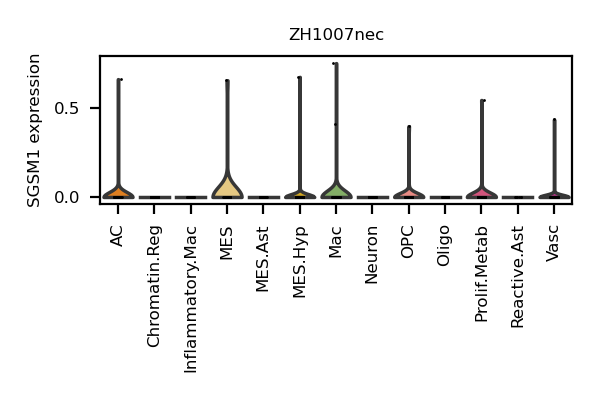 ZH1007nec
SGSM1 expression
0.5
0.0
AC
Chromatin.Reg
Inflammatory.Mac
MES
MES.Ast
MES.Hyp
Mac
Neuron
OPC
Oligo
Prolif.Metab
Reactive.Ast
Vasc